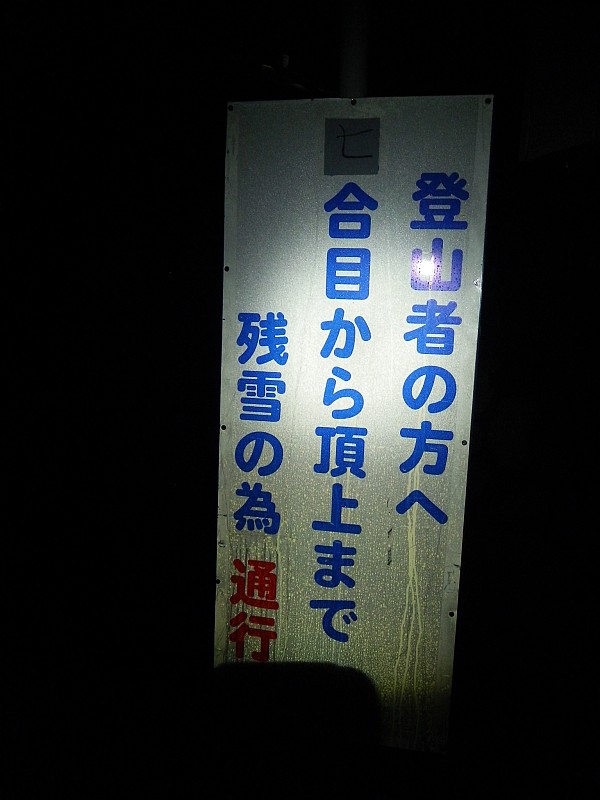 登山者の方へ
七合目から頂上まで
残雪の為 通行